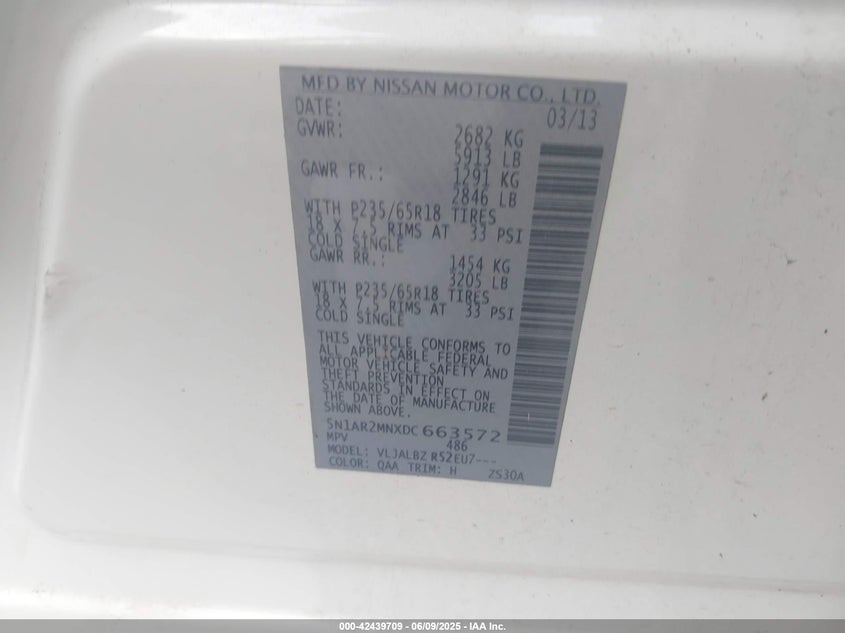 MFD BY NISSAN MOTOR CO., LTD.
DATE: 03/13
GVWR: 2682 KG
5913 LB
GAWR FR.: 1291 KG
2846 LB
WITH P235/65R18 TIRES
18 X 7.5 RIMS AT 33 PSI
COLD SINGLE
GAWR RR.: 1454 KG
3205 LB
WITH P235/65R18 TIRES
18 X 7.5 RIMS AT 33 PSI
COLD SINGLE
THIS VEHICLE CONFORMS TO
ALL APPLICABLE FEDERAL
MOTOR VEHICLE SAFETY AND
THEFT PREVENTION
STANDARDS IN EFFECT ON
THE DATE OF MANUFACTURE
SHOWN ABOVE.
5N1AR2MNXDC663572
MPV 486
MODEL: VLJALBZ R52EU7---
COLOR: QAA TRIM: H ZS30A
000-42439709 - 06/09/2025 - IAA Inc.